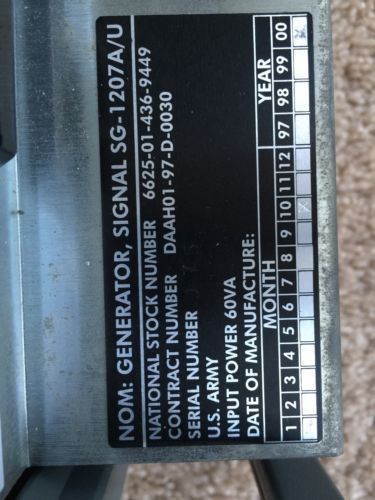 NOM: GENERATOR, SIGNAL SG-1207A/U
NATIONAL STOCK NUMBER 6625-01-436-9449
CONTRACT NUMBER DAAH01-97-D-0030
SERIAL NUMBER
U.S. ARMY
INPUT POWER 60VA
DATE OF MANUFACTURE:
MONTH YEAR
1 2 3 4 5 6 7 8 9 10 11 12 97 98 99 00
X X